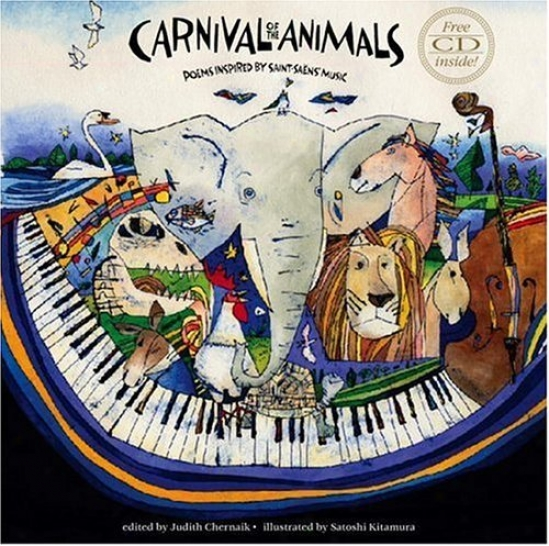 CARNIVAL OF THE ANIMALS
POEMS INSPIRED BY SAINT-SAËNS' MUSIC
Free
CD
inside!
edited by Judith Chernaik • illustrated by Satoshi Kitamura